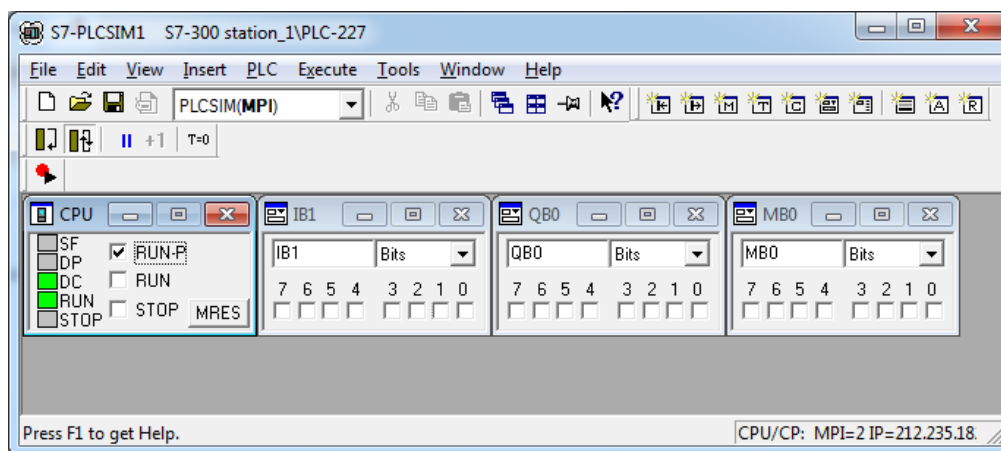 S7-PLCSIM1    S7-300 station_1\PLC-227
File Edit View Insert PLC Execute Tools Window Help
PLCSIM(MPI)
+1 T=0
CPU
SF
DP
DC
RUN
STOP
RUN-P
RUN
STOP MRES
IB1
IB1 Bits
7 6 5 4 3 2 1 0
QB0
QB0 Bits
7 6 5 4 3 2 1 0
MB0
MB0 Bits
7 6 5 4 3 2 1 0
Press F1 to get Help.
CPU/CP: MPI=2 IP=212.235.18.